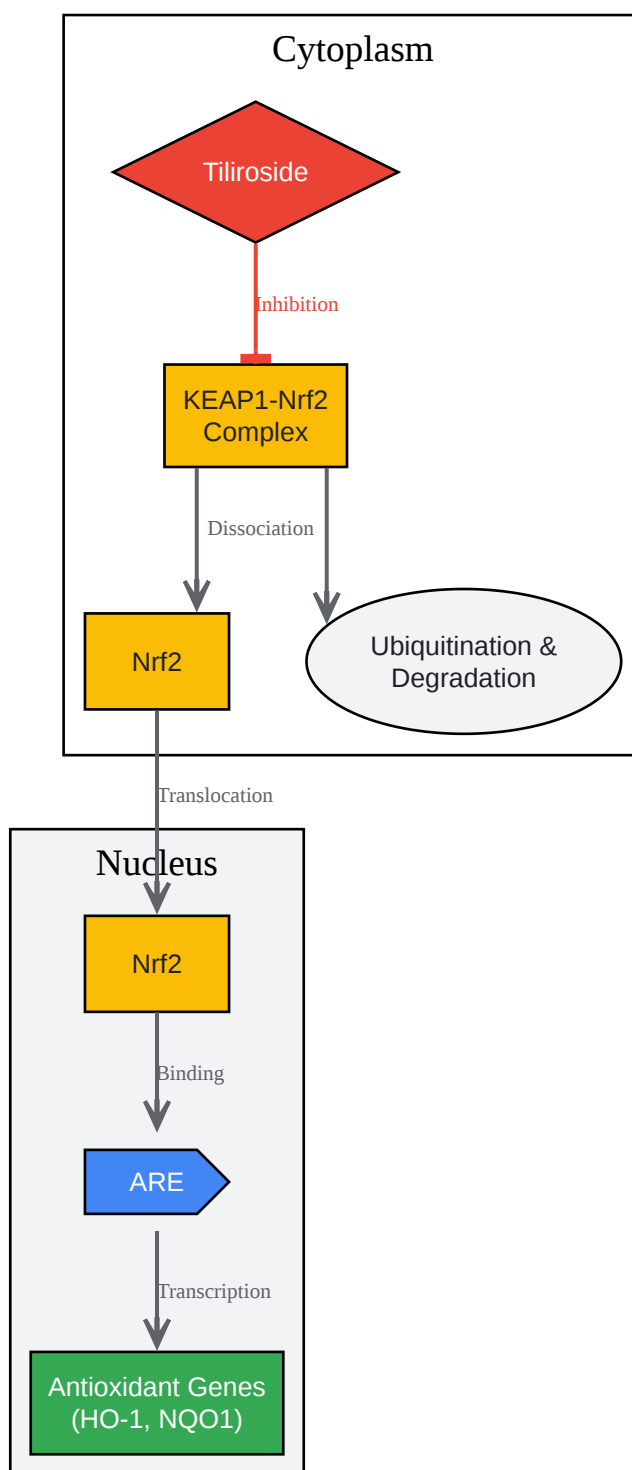 Cytoplasm
Tiliroside
Inhibition
KEAP1-Nrf2
Complex
Dissociation
Nrf2
Ubiquitination &
Degradation
Translocation
Nucleus
Nrf2
Binding
ARE
Transcription
Antioxidant Genes
(HO-1, NQO1)